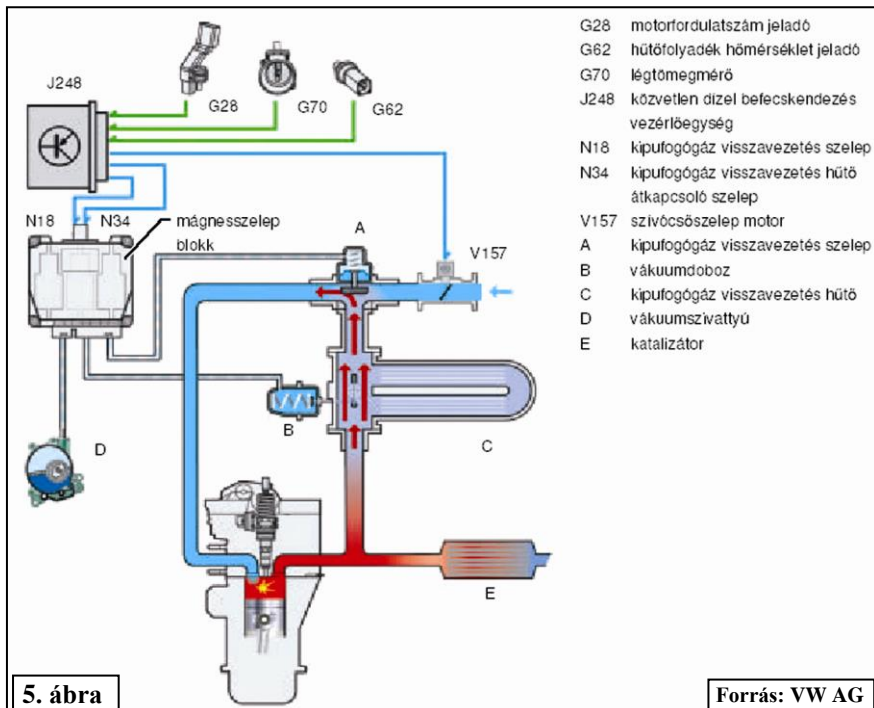 G28 motorfordulatszám jeladó
G62 hűtőfolyadék hőmérséklet jeladó
G70 légtömegmérő
J248 közvetlen dízel befecskendezés
vezérlőegység
N18 kipufogógáz visszavezetés szelep
N34 kipufogógáz visszavezetés hűtő
átkapcsoló szelep
V157 szívócsőszelep motor
A kipufogógáz visszavezetés szelep
B vákuumdoboz
C kipufogógáz visszavezetés hűtő
D vákuumszivattyú
E katalizátor
J248
G28
G70
G62
N18
N34
mágnesszelep
blokk
A
V157
B
C
D
E
5. ábra
Forrás: VW AG